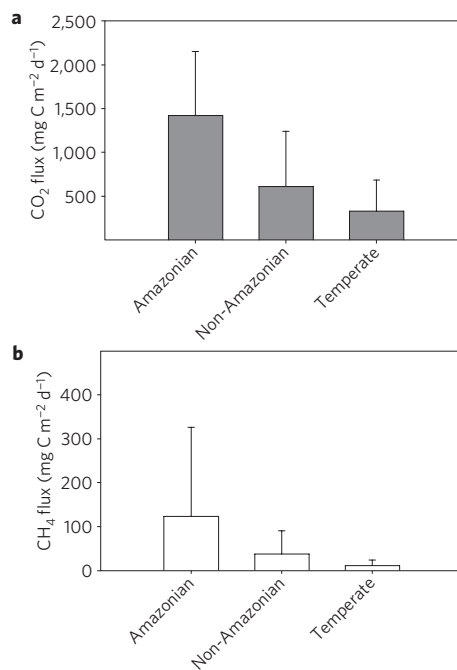 a
2,500
2,000
1,500
1,000
500
CO₂ flux (mg C m⁻² d⁻¹)
Amazonian
Non-Amazonian
Temperate
b
400
300
200
100
0
CH₄ flux (mg C m⁻² d⁻¹)
Amazonian
Non-Amazonian
Temperate